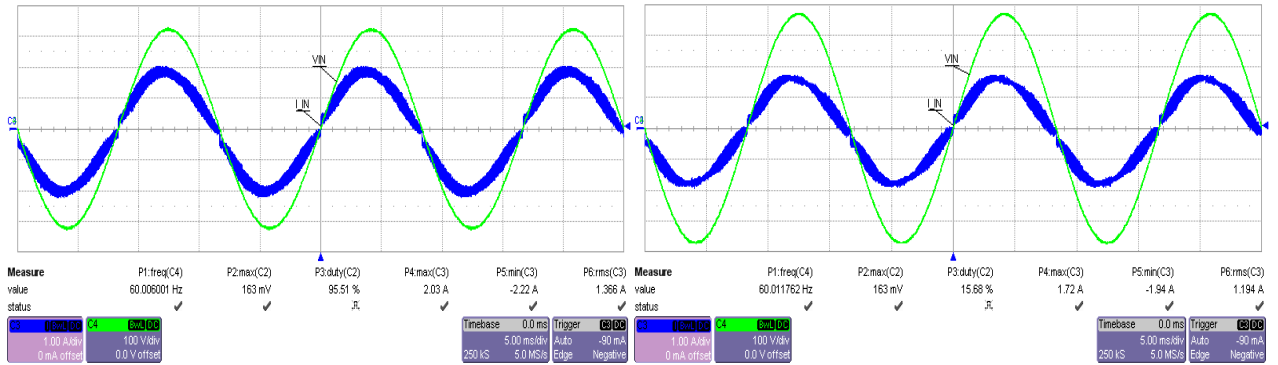 VIN
I_IN
C3
Measure P1:freq(C4) P2:max(C2) P3:duty(C2) P4:max(C3) P5:min(C3) P6:rms(C3)
value 60.006001 Hz 163 mV 95.51 % 2.03 A -2.22 A 1.366 A
status
C3 BwL DC
1.00 A/div
0 mA offset
C4 BwL DC
100 V/div
0.0 V offset
Timebase 0.0 ms
5.00 ms/div
250 kS 5.0 MS/s
Trigger C3 DC
Auto -90 mA
Edge Negative
VIN
I_IN
C3
Measure P1:freq(C4) P2:max(C2) P3:duty(C2) P4:max(C3) P5:min(C3) P6:rms(C3)
value 60.011762 Hz 163 mV 15.68 % 1.72 A -1.94 A 1.194 A
status
C3 BwL DC
1.00 A/div
0 mA offset
C4 BwL DC
100 V/div
0.0 V offset
Timebase 0.0 ms
5.00 ms/div
250 kS 5.0 MS/s
Trigger C3 DC
Auto -90 mA
Edge Negative